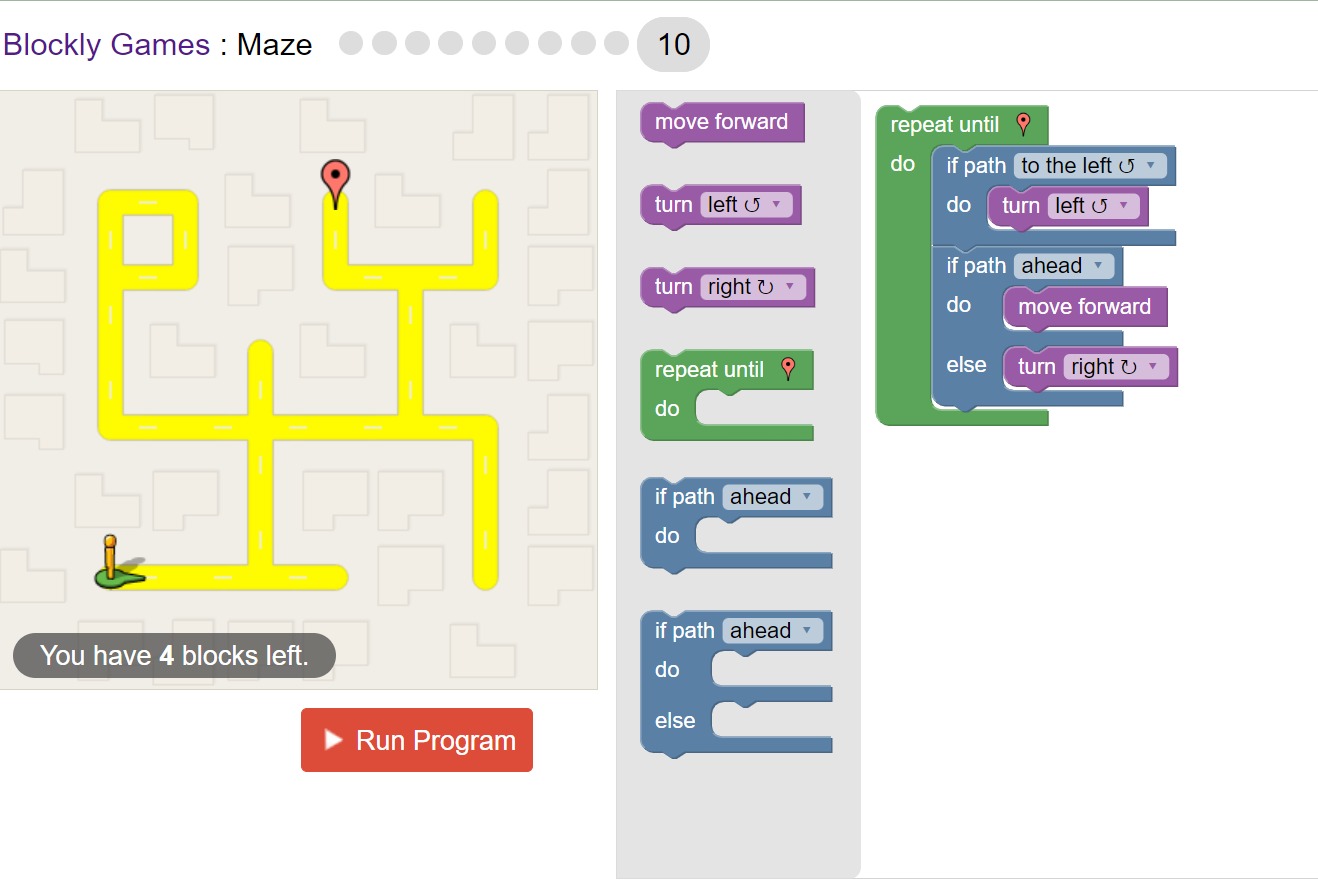 Blockly Games : Maze 10
You have 4 blocks left.
Run Program
move forward
turn left ↺ ▾
turn right ↻ ▾
repeat until
do
if path ahead ▾
do
if path ahead ▾
do
else
repeat until
do
if path to the left ↺ ▾
do turn left ↺ ▾
if path ahead ▾
do move forward
else turn right ↻ ▾